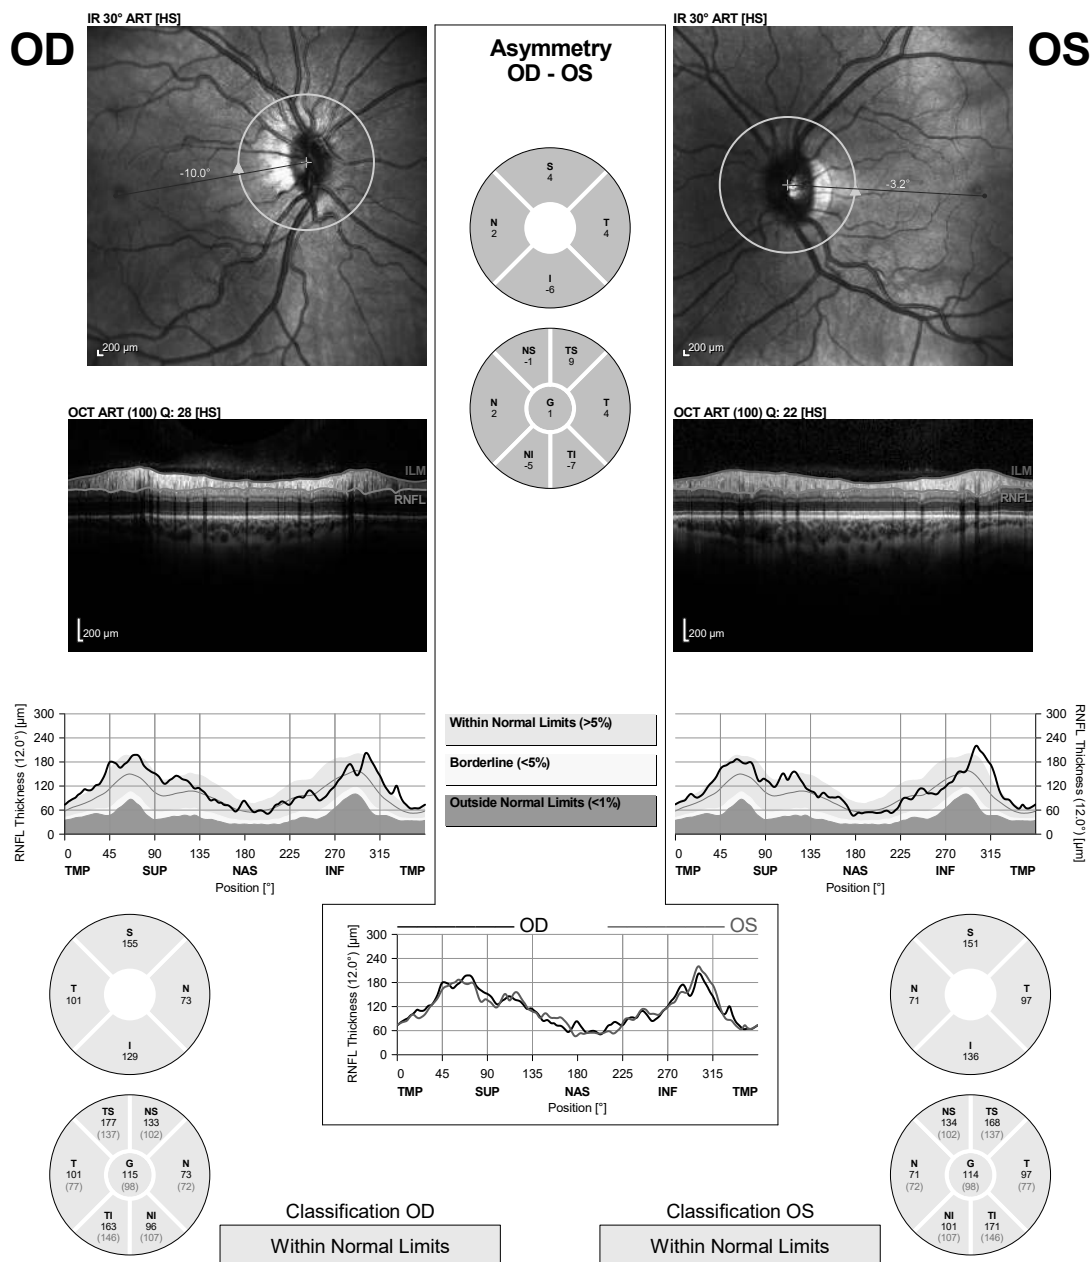 IR 30° ART [HS]
OD
-10.0°
200 µm
Asymmetry
OD - OS
S
4
N
2
T
4
I
-6
NS
-1
TS
9
N
2
G
1
T
4
NI
-5
TI
-7
IR 30° ART [HS]
OS
-3.2°
200 µm
OCT ART (100) Q: 28 [HS]
ILM
RNFL
200 µm
OCT ART (100) Q: 22 [HS]
ILM
RNFL
200 µm
RNFL Thickness (12.0°) [µm]
300
240
180
120
60
0
0 45 90 135 180 225 270 315
TMP SUP NAS INF TMP
Position [°]
Within Normal Limits (>5%)
Borderline (<5%)
Outside Normal Limits (<1%)
300
240
180
120
60
0
RNFL Thickness (12.0°) [µm]
0 45 90 135 180 225 270 315
TMP SUP NAS INF TMP
Position [°]
OD OS
RNFL Thickness (12.0°) [µm]
300
240
180
120
60
0
0 45 90 135 180 225 270 315
TMP SUP NAS INF TMP
Position [°]
S
155
T
101
N
73
I
129
TS
177
(137)
NS
133
(102)
T
101
(77)
G
115
(98)
N
73
(72)
TI
163
(146)
NI
96
(107)
S
151
N
71
T
97
I
136
NS
134
(102)
TS
168
(137)
N
71
(72)
G
114
(98)
T
97
(77)
NI
101
(107)
TI
171
(146)
Classification OD
Within Normal Limits
Classification OS
Within Normal Limits